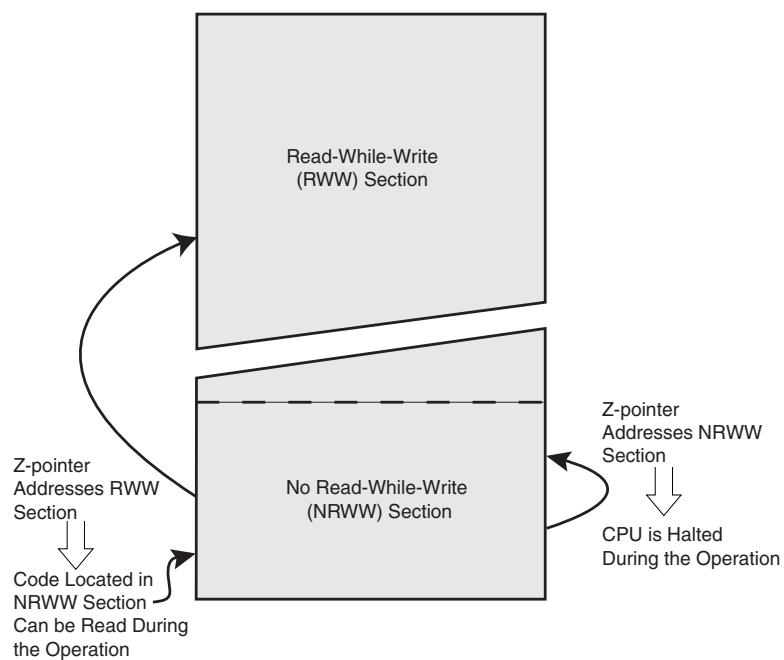 Read-While-Write
(RWW) Section
Z-pointer
Addresses NRWW
Section
CPU is Halted
During the Operation
Z-pointer
Addresses RWW
Section
Code Located in
NRWW Section
Can be Read During
the Operation
No Read-While-Write
(NRWW) Section